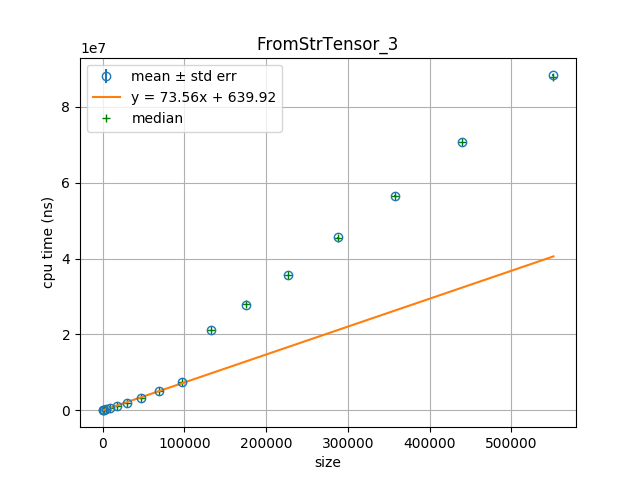 FromStrTensor_3
1e7
mean ± std err
y = 73.56x + 639.92
median
8
6
4
2
0
cpu time (ns)
0 100000 200000 300000 400000 500000
size